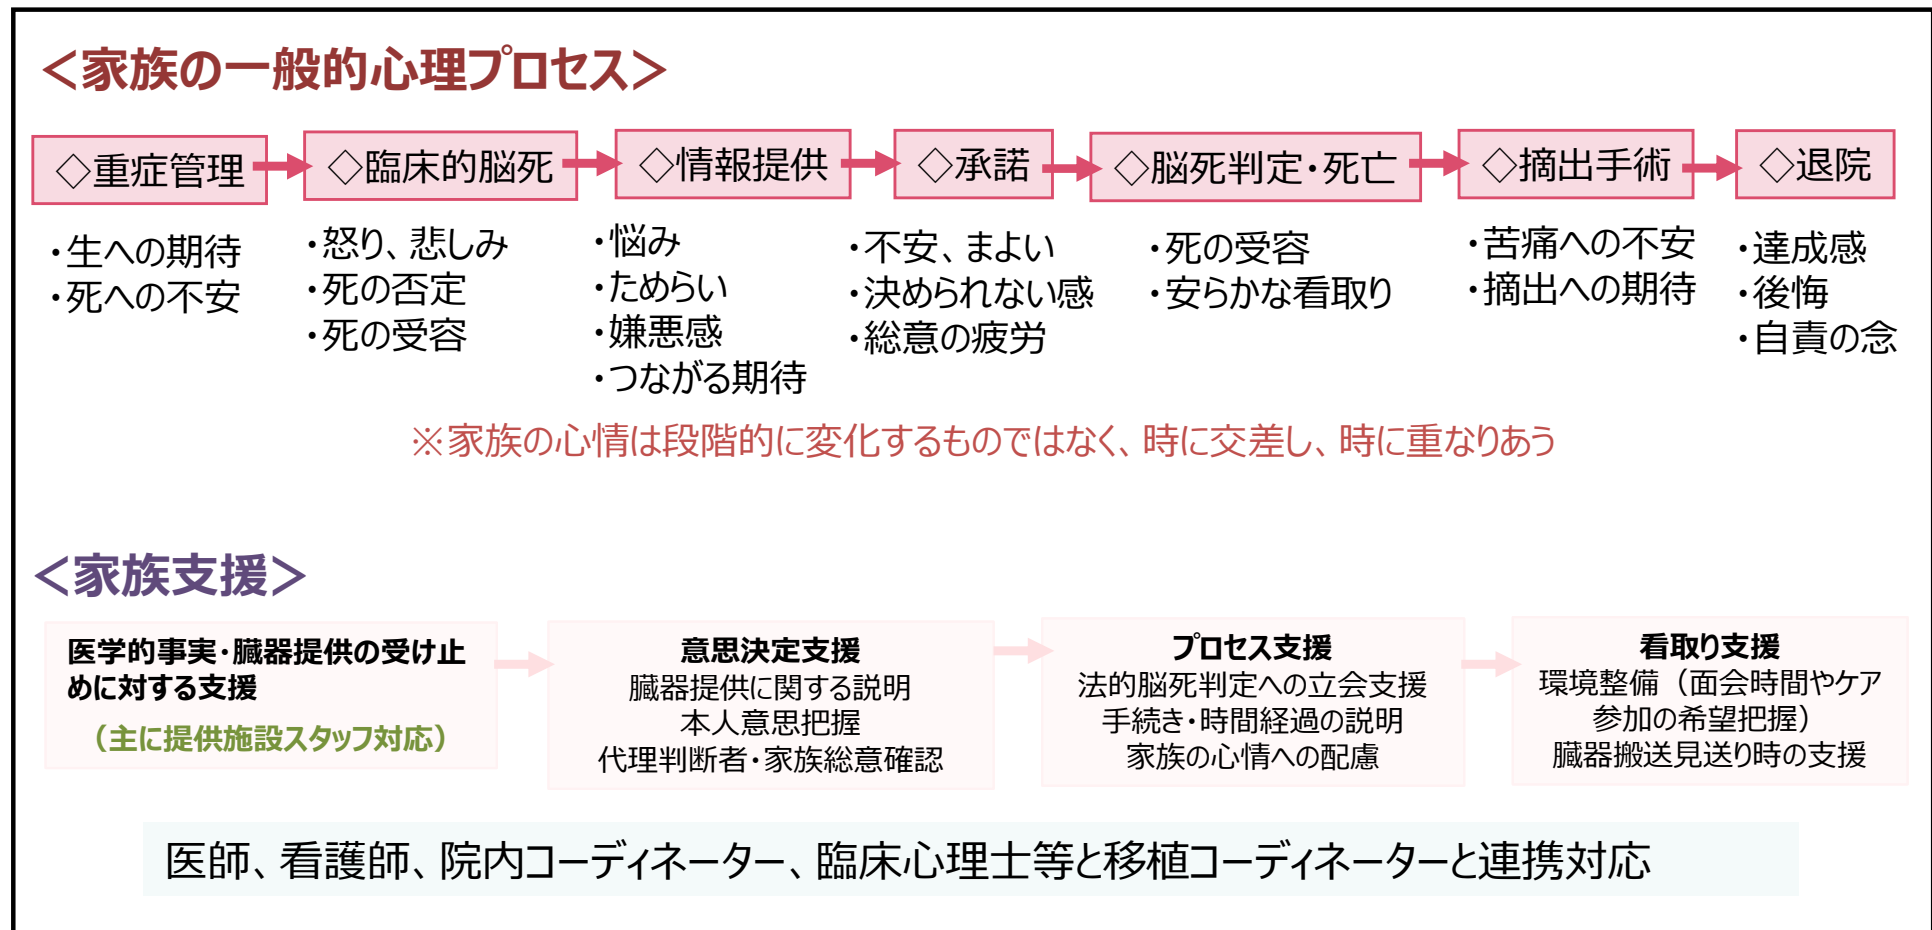 ＜家族の一般的心理プロセス＞
◇重症管理
◇臨床的脳死
◇情報提供
◇承諾
◇脳死判定・死亡
◇摘出手術
◇退院
・生への期待
・死への不安
・怒り、悲しみ
・死の否定
・死の受容
・悩み
・ためらい
・嫌悪感
・つながる期待
・不安、まよい
・決められない感
・総意の疲労
・死の受容
・安らかな看取り
・苦痛への不安
・摘出への期待
・達成感
・後悔
・自責の念
※家族の心情は段階的に変化するものではなく、時に交差し、時に重なりあう
＜家族支援＞
医学的事実・臓器提供の受け止
めに対する支援
（主に提供施設スタッフ対応）
意思決定支援
臓器提供に関する説明
本人意思把握
代理判断者・家族総意確認
プロセス支援
法的脳死判定への立会支援
手続き・時間経過の説明
家族の心情への配慮
看取り支援
環境整備（面会時間やケア
参加の希望把握）
臓器搬送見送り時の支援
医師、看護師、院内コーディネーター、臨床心理士等と移植コーディネーターと連携対応